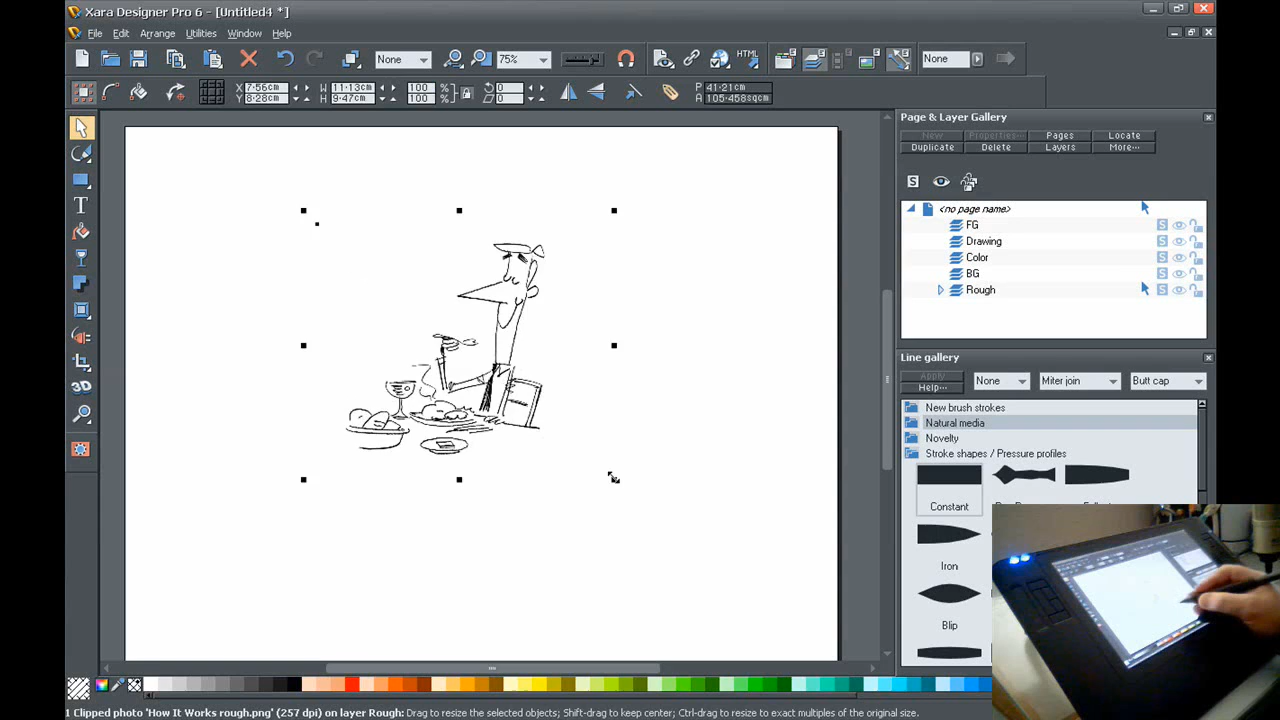 Xara Designer Pro 6 - [Untitled4 *]
File Edit Arrange Utilities Window Help
None 75% HTML None
X 7.56cm W 11.13cm 100 % 0 P 41.21cm
Y 8.28cm H 9.47cm 100 % 0 A 105.458sqcm
Page & Layer Gallery
New Properties... Pages Locate
Duplicate Delete Layers More...
S
<no page name>
FG S
Drawing S
Color S
BG S
Rough S
Line gallery
Apply None Miter join Butt cap
Help...
New brush strokes
Natural media
Novelty
Stroke shapes / Pressure profiles
Constant
Iron
Blip
T
3D
1 Clipped photo 'How It Works rough.png' (257 dpi) on layer Rough: Drag to resize the selected objects; Shift-drag to keep center; Ctrl-drag to resize to exact multiples of the original size.